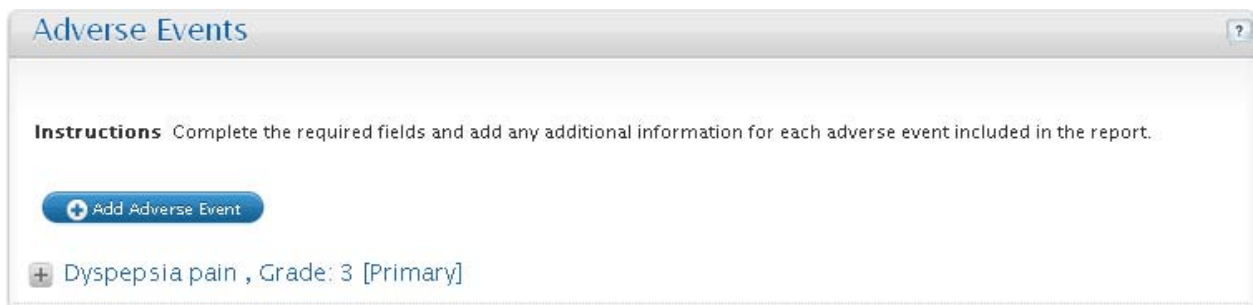 Adverse Events
?
Instructions Complete the required fields and add any additional information for each adverse event included in the report.
+ Add Adverse Event
+ Dyspepsia pain , Grade: 3 [Primary]